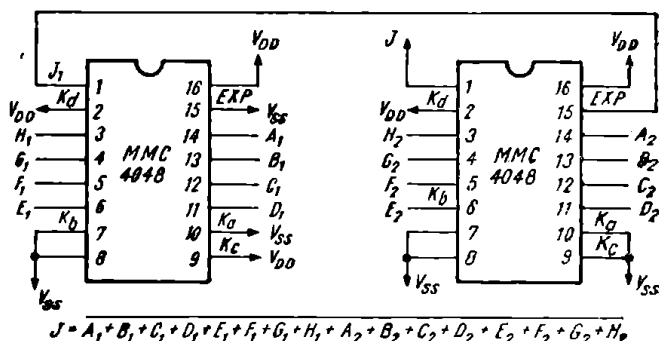 J₁ 1 16 V_DD
K_d EXP
V_DD 2 15 V_SS
H₁ 3 14 A₁
G₁ 4 MMC 4048 13 B₁
F₁ 5 12 C₁
E₁ 6 11 D₁
K_b K_a
7 10 V_SS
K_c
8 9 V_DD
V_SS
J 1 16 V_DD
K_d EXP
V_DD 2 15
H₂ 3 14 A₂
G₂ 4 MMC 4048 13 B₂
F₂ 5 12 C₂
E₂ 6 11 D₂
K_b K_a
7 10
K_c
8 9
V_SS V_SS
J = A₁+B₁+C₁+D₁+E₁+F₁+G₁+H₁+A₂+B₂+C₂+D₂+E₂+F₂+G₂+H₂